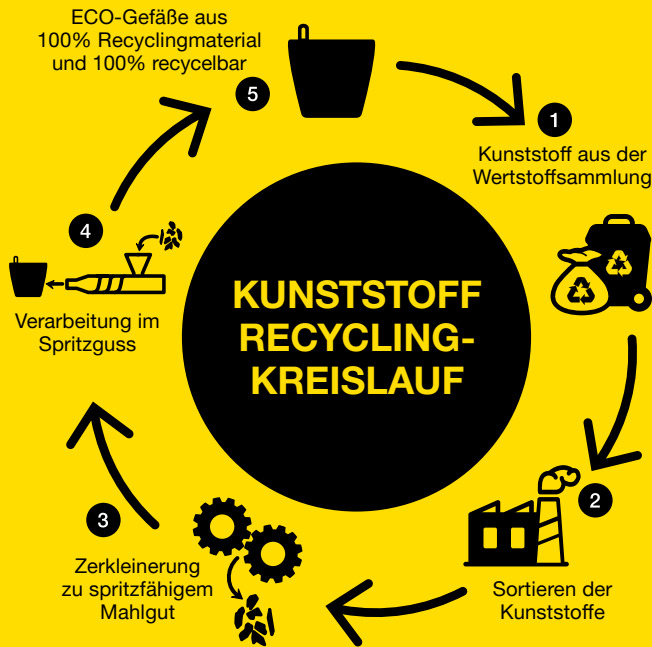 KUNSTSTOFF
RECYCLING-
KREISLAUF
1
Kunststoff aus der
Wertstoffsammlung
2
Sortieren der
Kunststoffe
3
Zerkleinerung
zu spritzfähigem
Mahlgut
4
Verarbeitung im
Spritzguss
5
ECO-Gefäße aus
100% Recyclingmaterial
und 100% recycelbar